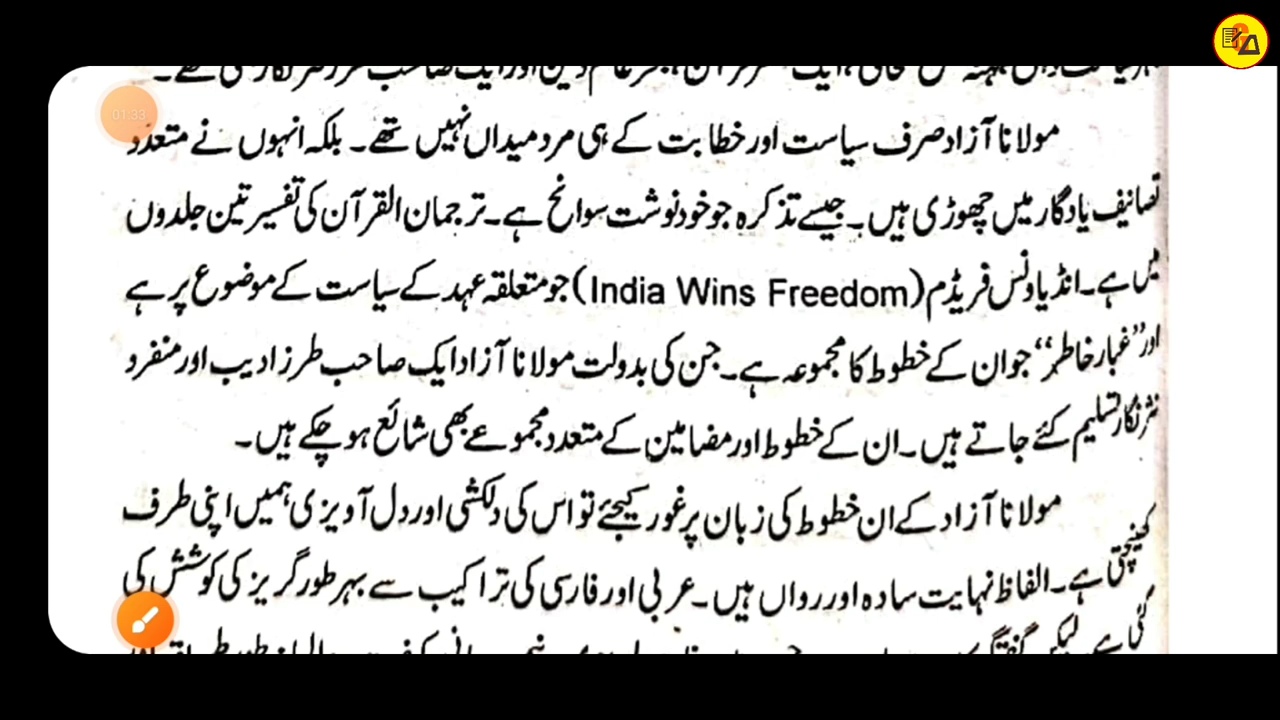 01:33
مولانا آزاد صرف سیاست اور خطابت کے ہی مرد میداں نہیں تھے۔ بلکہ انہوں نے متعدد
تصانیف یادگار میں چھوڑی ہیں۔ جیسے تذکرہ جو خود نوشت سوانح ہے۔ ترجمان القرآن کی تفسیر تین جلدوں
میں ہے۔ انڈیا ونس فریڈم (India Wins Freedom) جو متعلقہ عہد کے سیاست کے موضوع پر ہے
اور ”غبار خاطر“ جو ان کے خطوط کا مجموعہ ہے۔ جن کی بدولت مولانا آزاد ایک صاحب طرز ادیب اور منفرد
نثر نگار تسلیم کئے جاتے ہیں۔ ان کے خطوط اور مضامین کے متعدد مجموعے بھی شائع ہو چکے ہیں۔
مولانا آزاد کے ان خطوط کی زبان پر غور کیجئے تو اس کی دلکشی اور دل آویزی ہمیں اپنی طرف
کھینچتی ہے۔ الفاظ نہایت سادہ اور رواں ہیں۔ عربی اور فارسی کی تراکیب سے بہر طور گریز کی کوشش کی
گئی ہے۔ لیکن